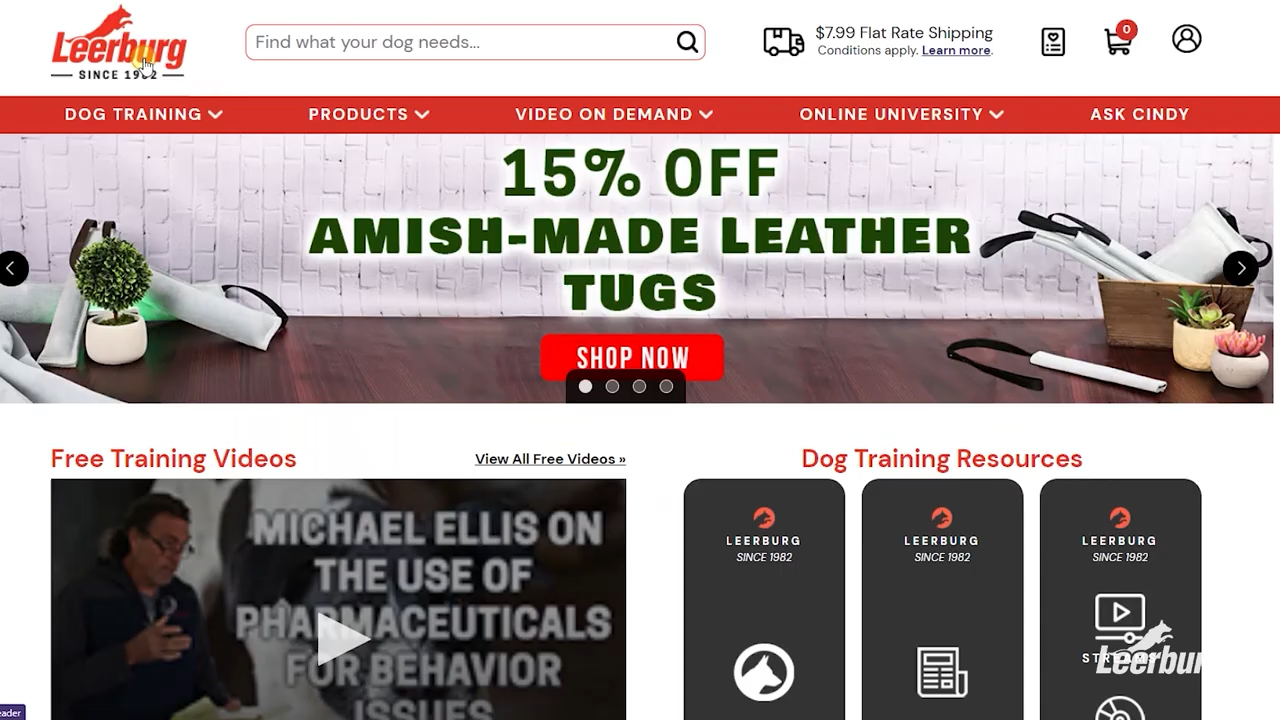 Leerburg
SINCE 1982
Find what your dog needs...
$7.99 Flat Rate Shipping
Conditions apply. Learn more.
0
DOG TRAINING
PRODUCTS
VIDEO ON DEMAND
ONLINE UNIVERSITY
ASK CINDY
15% OFF
AMISH-MADE LEATHER
TUGS
SHOP NOW
Free Training Videos
View All Free Videos »
Dog Training Resources
MICHAEL ELLIS ON
THE USE OF
PHARMACEUTICALS
FOR BEHAVIOR
ISSUES
LEERBURG
SINCE 1982
LEERBURG
SINCE 1982
LEERBURG
SINCE 1982
Leerbur
eader